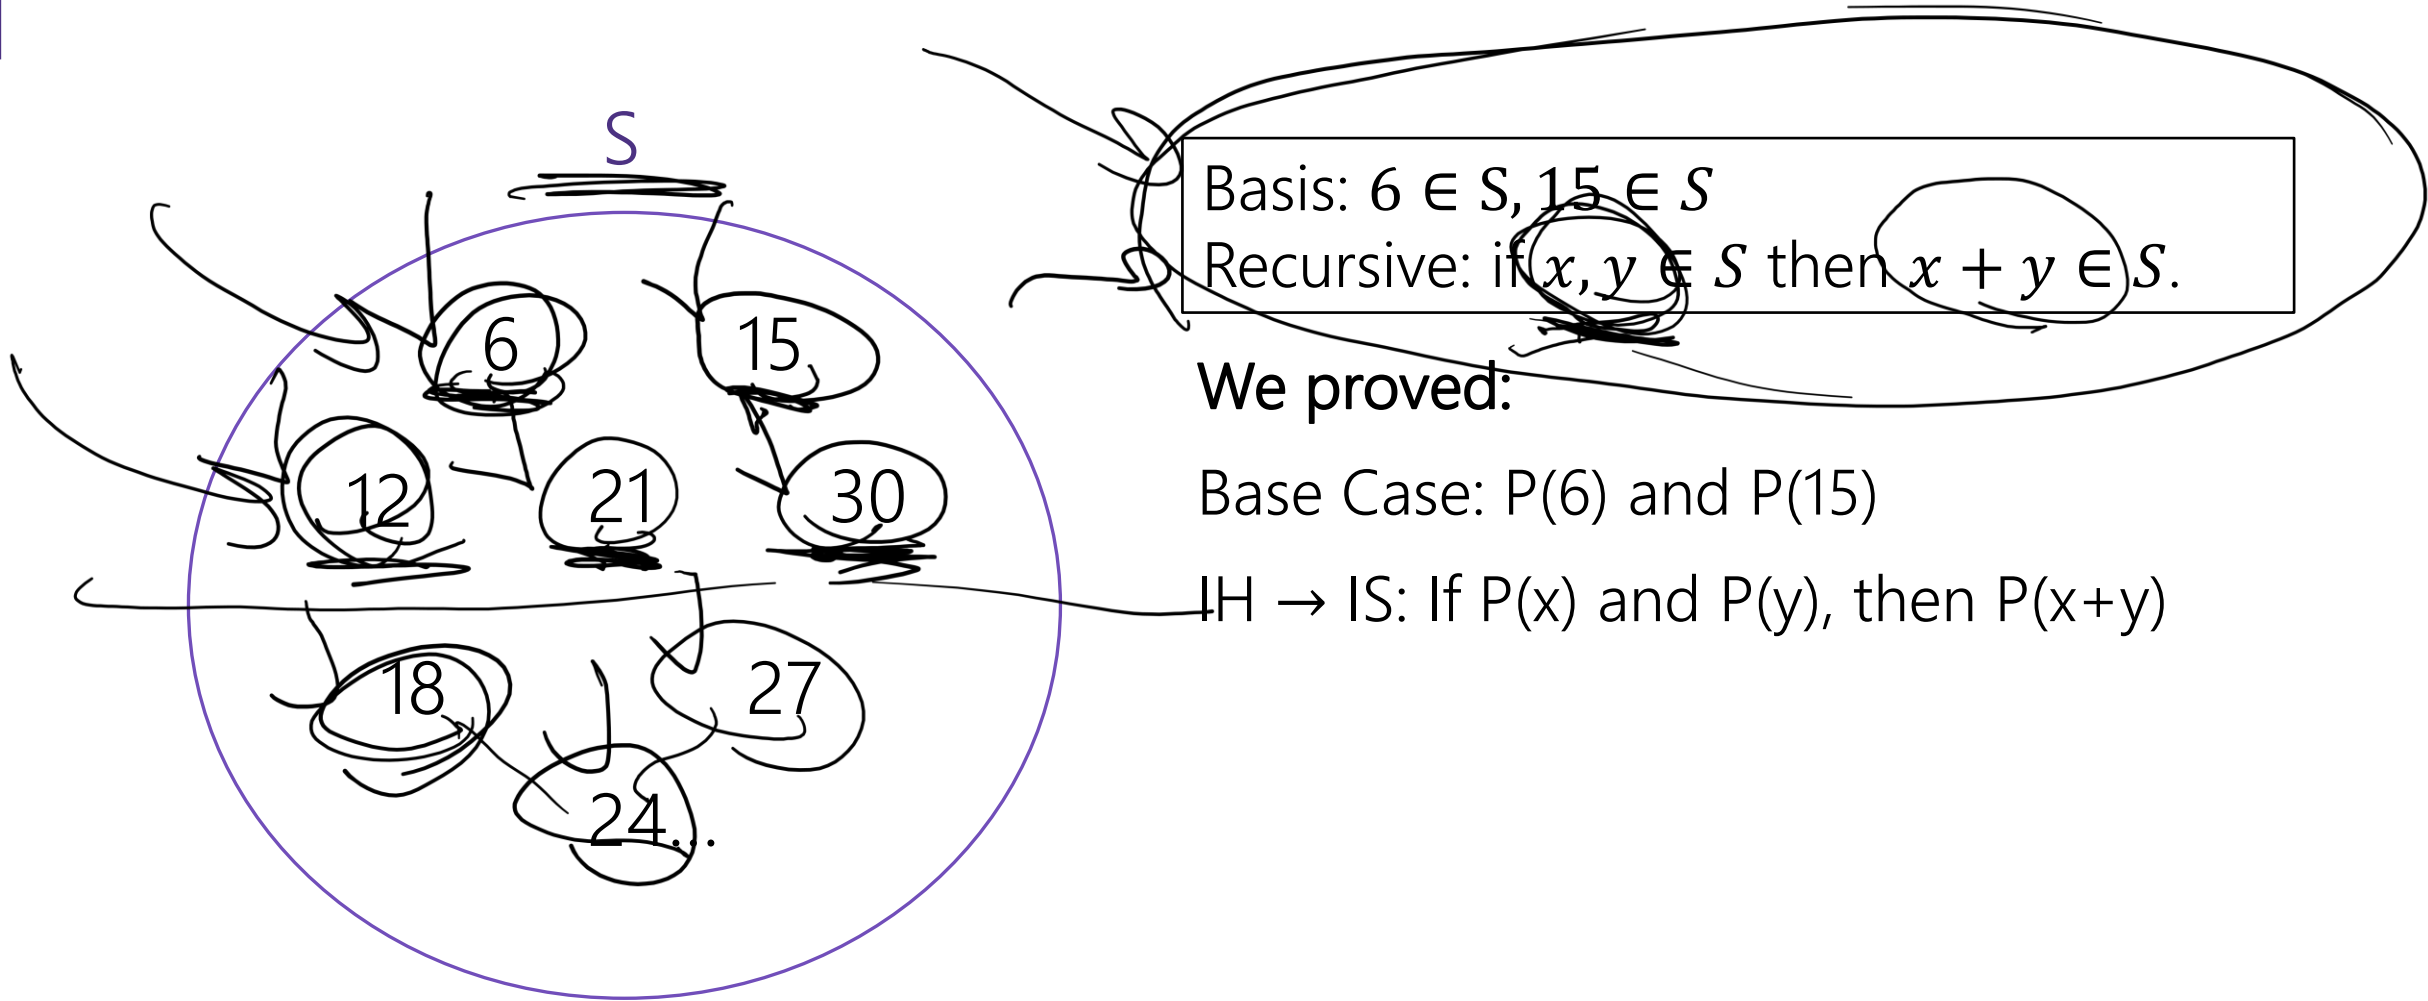 S
6 15
12 21 30
18 27
24...
Basis: 6 ∈ S, 15 ∈ S
Recursive: if x, y ∈ S then x + y ∈ S.
We proved:
Base Case: P(6) and P(15)
IH → IS: If P(x) and P(y), then P(x+y)